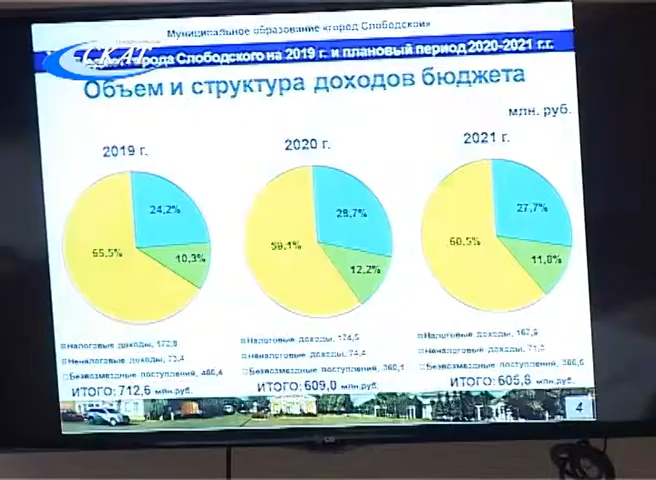 Муниципальное образование «город Слободской»
СКАТ
города Слободского на 2019 г. и плановый период 2020-2021 г.г.
Объем и структура доходов бюджета
млн. руб.
2019 г.
2020 г.
2021 г.
24,2%
65,5%
10,3%
28,7%
59,1%
12,2%
27,7%
60,5%
11,8%
Налоговые доходы, 172,8
Неналоговые доходы, 73,4
Безвозмездные поступления, 466,4
ИТОГО: 712,6 млн.руб.
Налоговые доходы, 174,5
Неналоговые доходы, 74,4
Безвозмездные поступления, 360,1
ИТОГО: 609,0 млн.руб.
Налоговые доходы,
Неналоговые доходы,
Безвозмездные поступления,
ИТОГО: 605,8 млн.руб.
4
LG